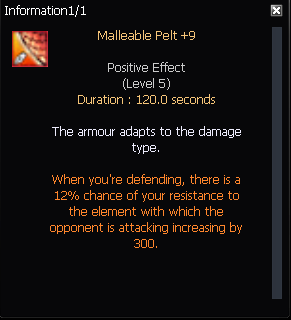 Information1/1
Malleable Pelt +9
Positive Effect
(Level 5)
Duration : 120.0 seconds
The armour adapts to the damage
type.
When you're defending, there is a
12% chance of your resistance to
the element with which the
opponent is attacking increasing by
300.